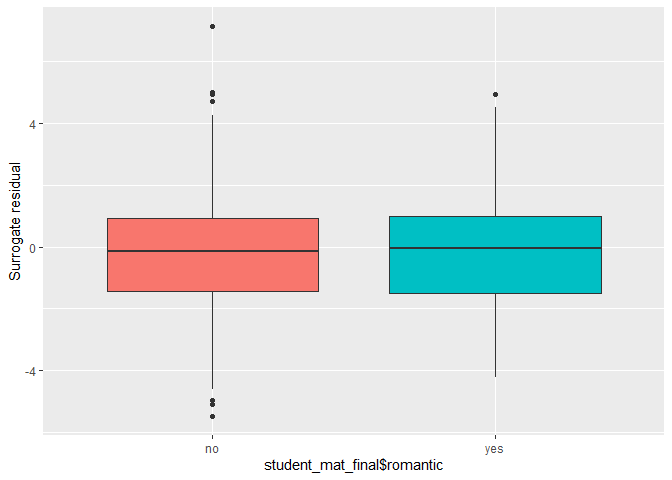 Surrogate residual
4
0
-4
no
yes
student_mat_final$romantic